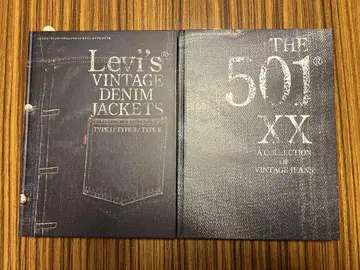 Levi's®
VINTAGE
DENIM
JACKETS
TYPE I / TYPE II / TYPE III
THE
501®
XX
A COLLECTION
OF
VINTAGE JEANS